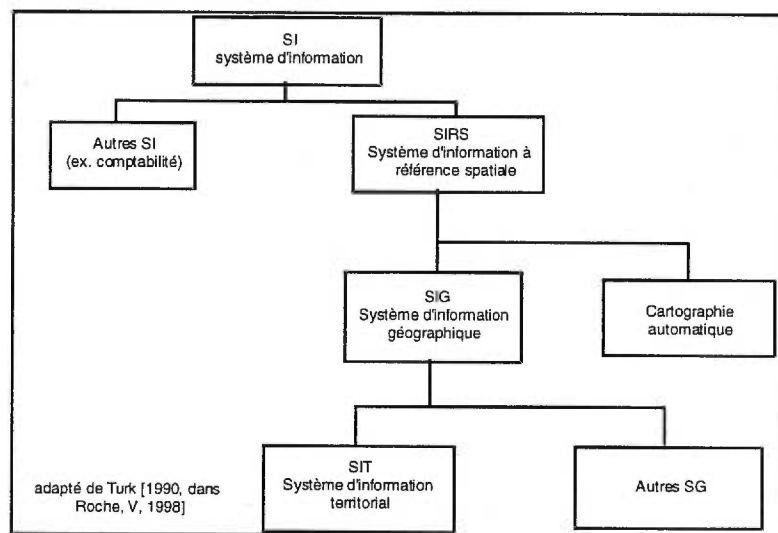 SI
système d'information
Autres SI
(ex. comptabilité)
SIRS
Système d'information à
référence spatiale
SIG
Système d'information
géographique
Cartographie
automatique
SIT
Système d'information
territorial
Autres SG
adapté de Turk [1990, dans
Roche, V, 1998]